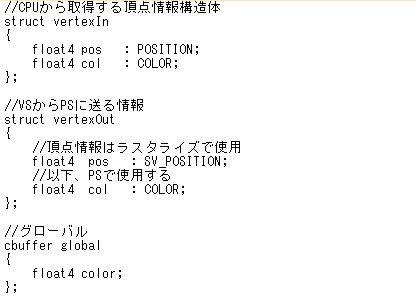 //CPUから取得する頂点情報構造体
struct vertexIn
{
    float4 pos   : POSITION;
    float4 col   : COLOR;
};

//VSからPSに送る情報
struct vertexOut
{
    //頂点情報はラスタライズで使用
    float4  pos   : SV_POSITION;
    //以下、PSで使用する
    float4  col   : COLOR;
};

//グローバル
cbuffer global
{
    float4 color;
};